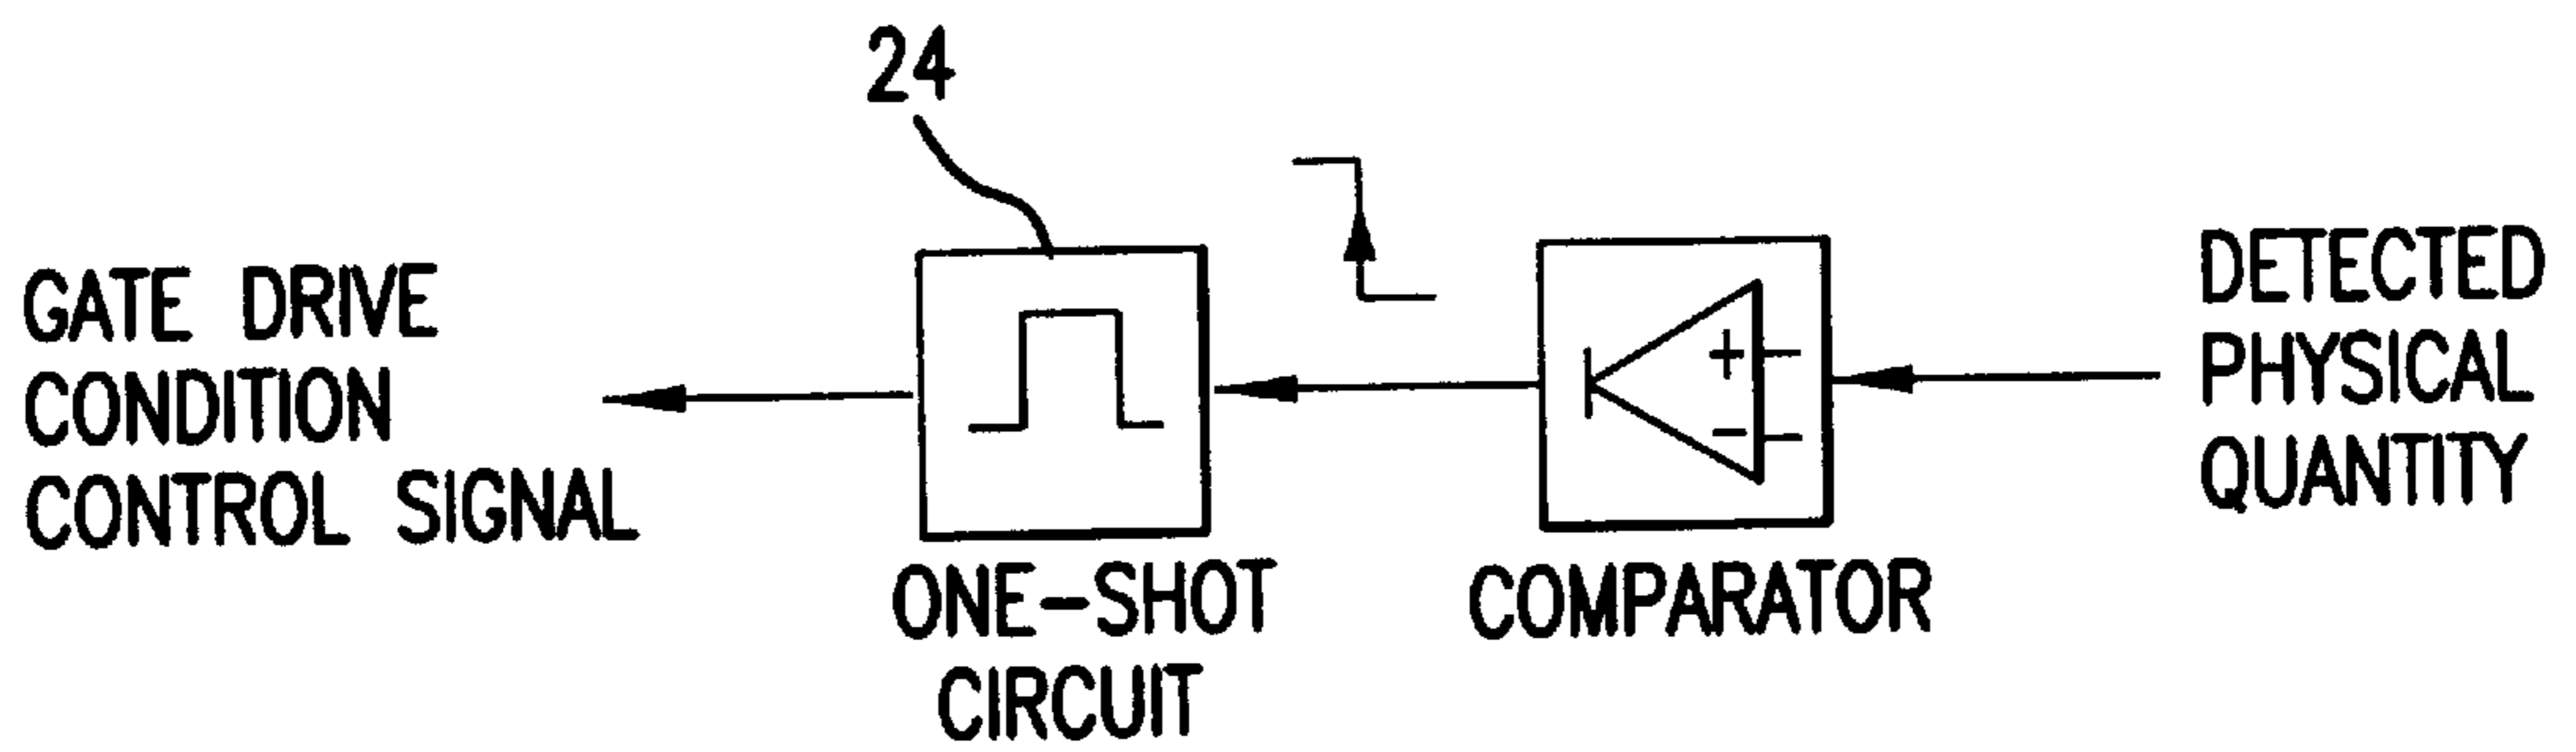 24
GATE DRIVE
CONDITION
CONTROL SIGNAL
ONE-SHOT
CIRCUIT
+
-
COMPARATOR
DETECTED
PHYSICAL
QUANTITY